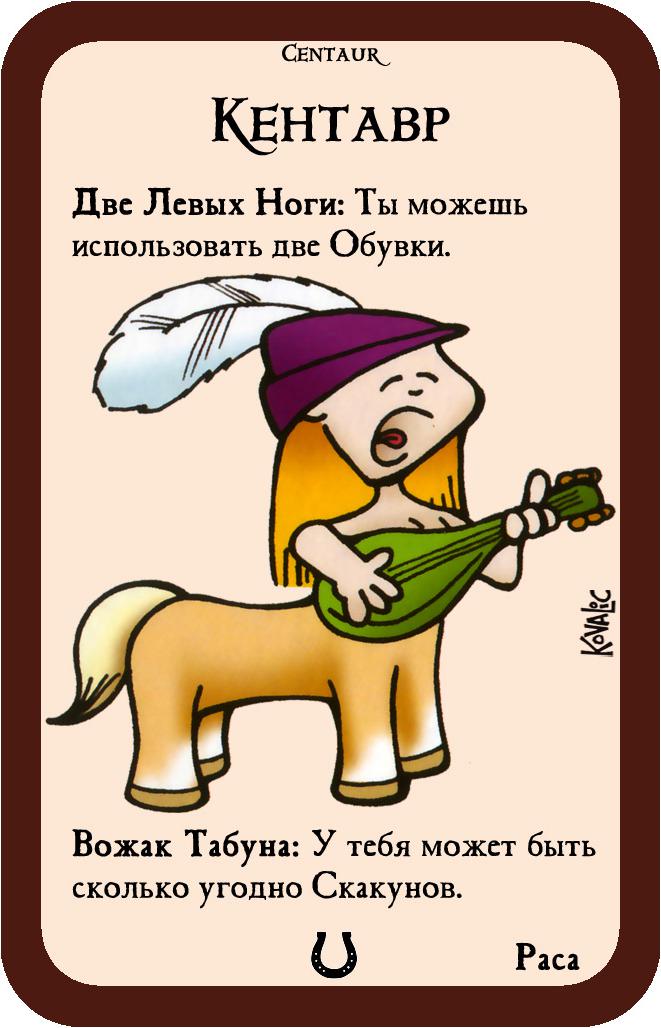 Centaur
Кентавр
Две Левых Ноги: Ты можешь
использовать две Обувки.
Kovalic
Вожак Табуна: У тебя может быть
сколько угодно Скакунов.
Раса